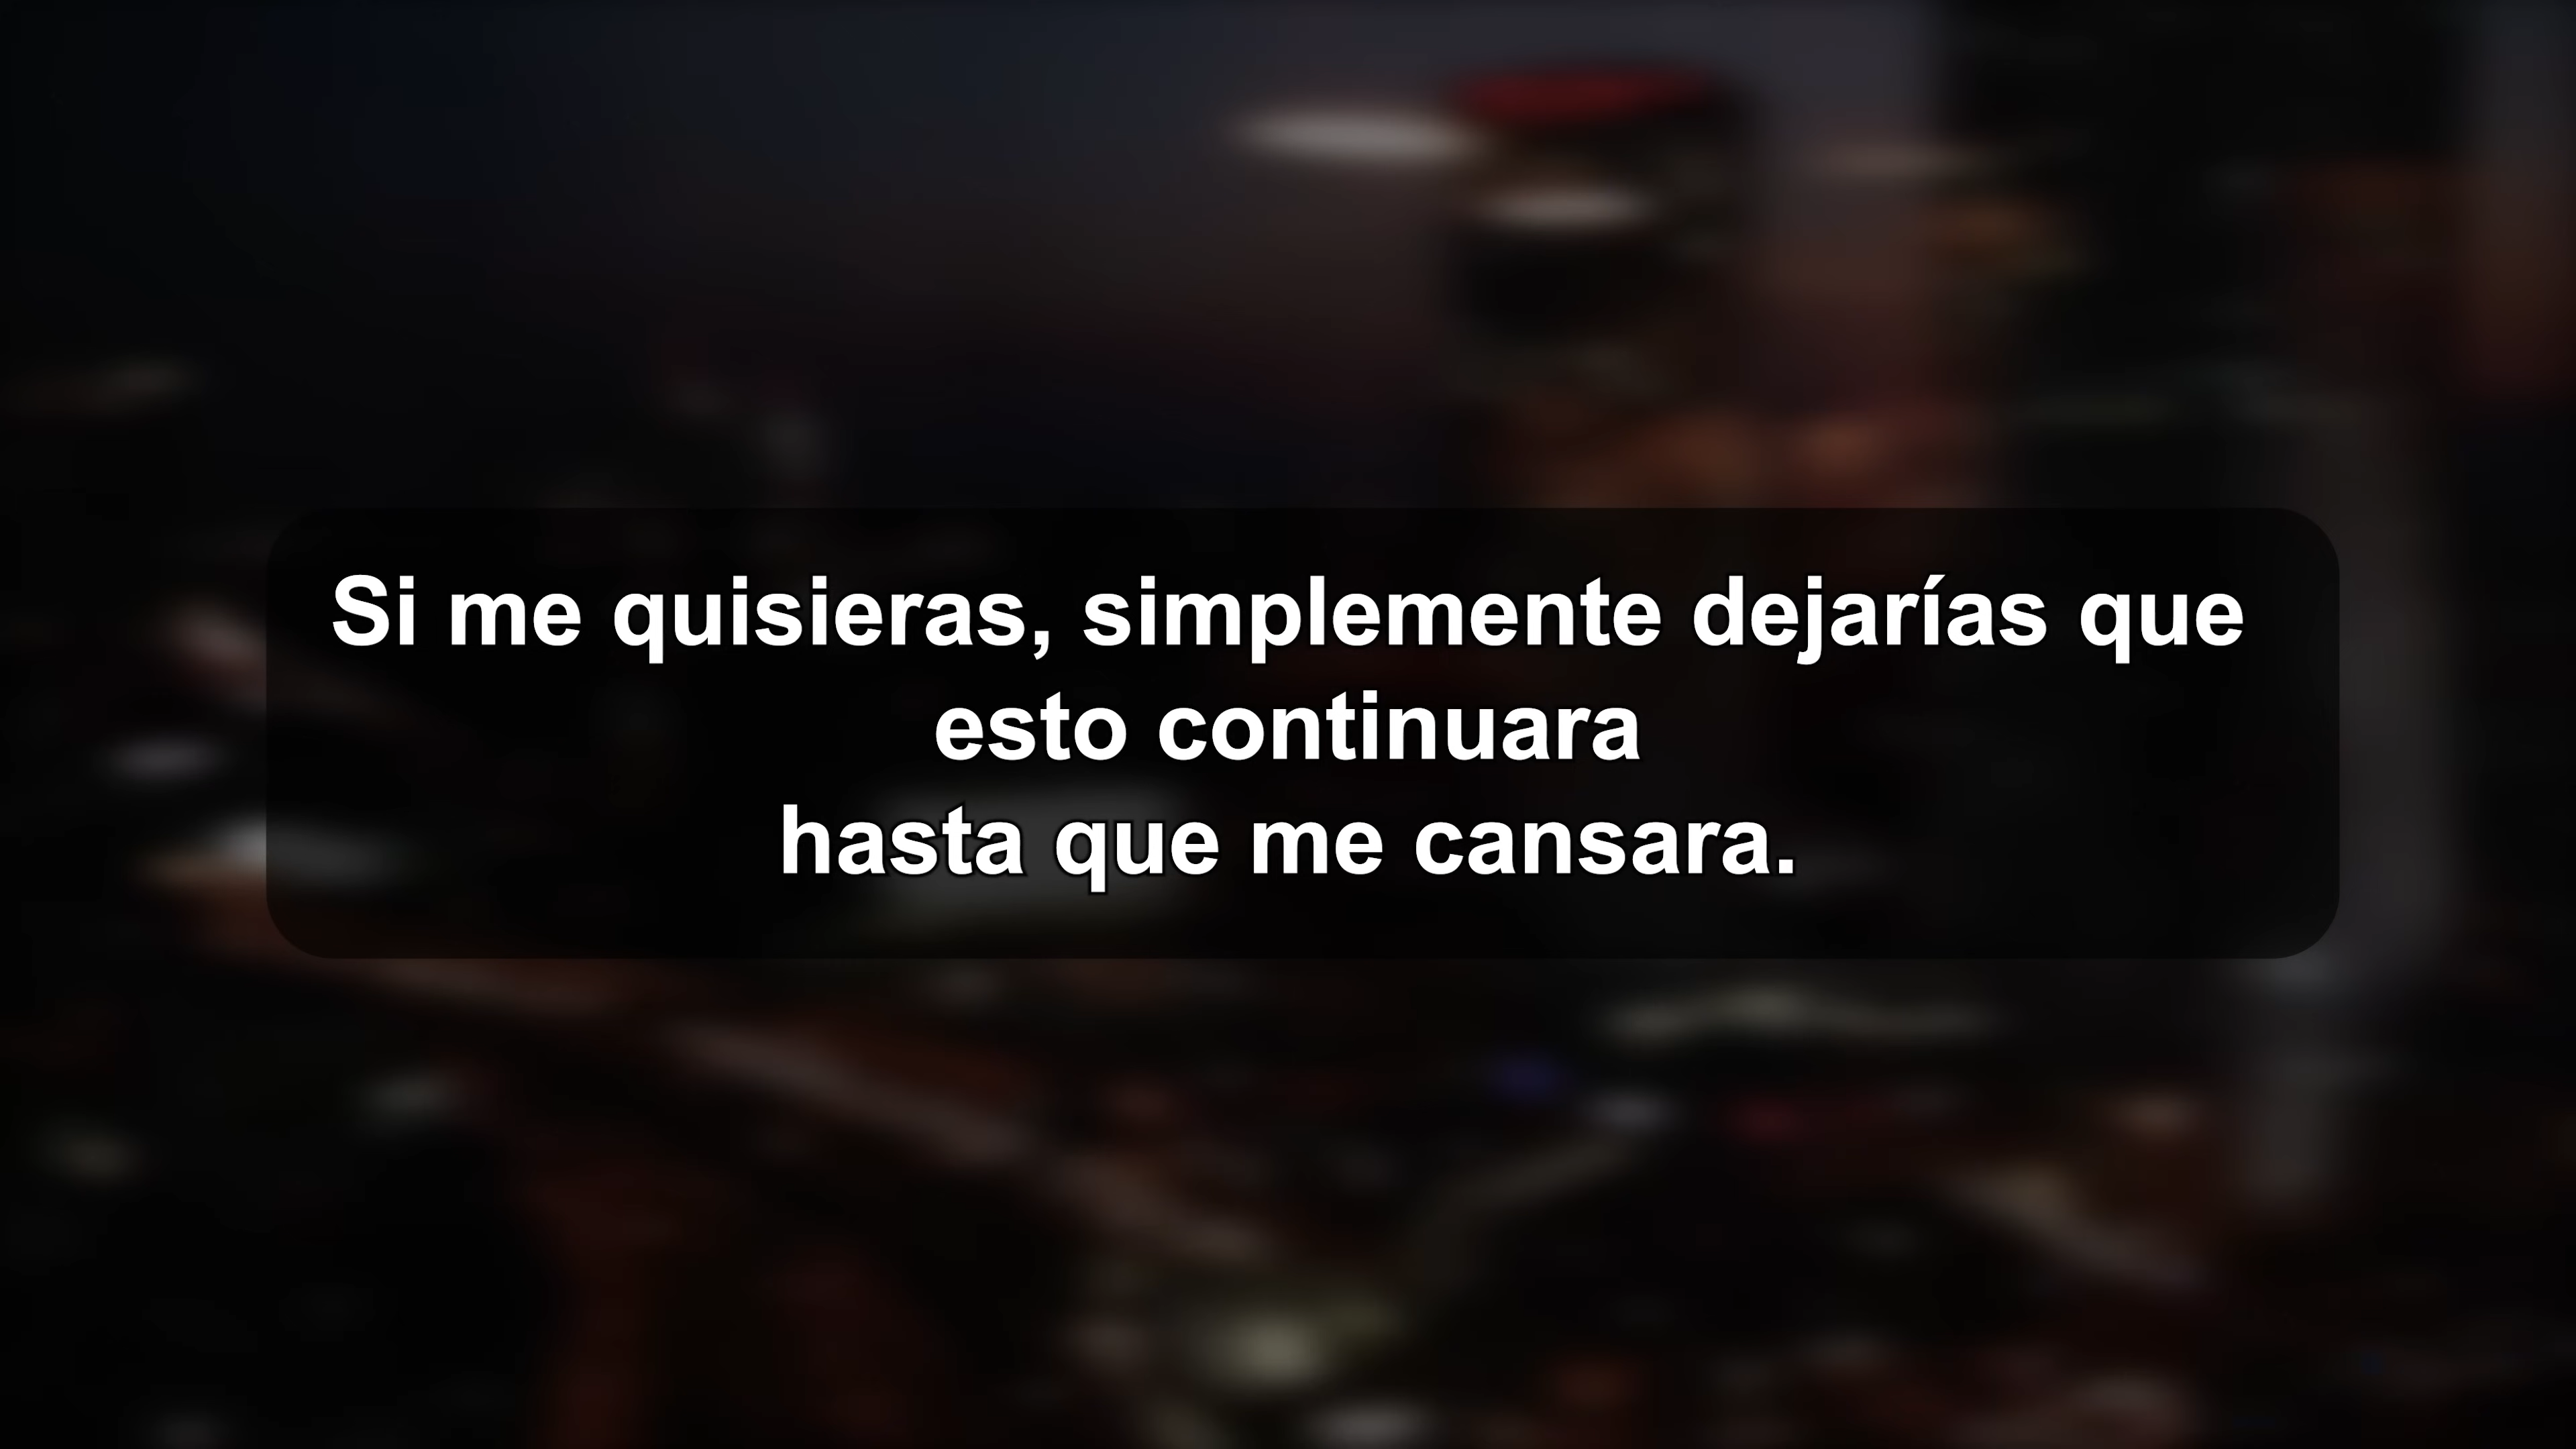 Si me quisieras, simplemente dejarías que
esto continuara
hasta que me cansara.